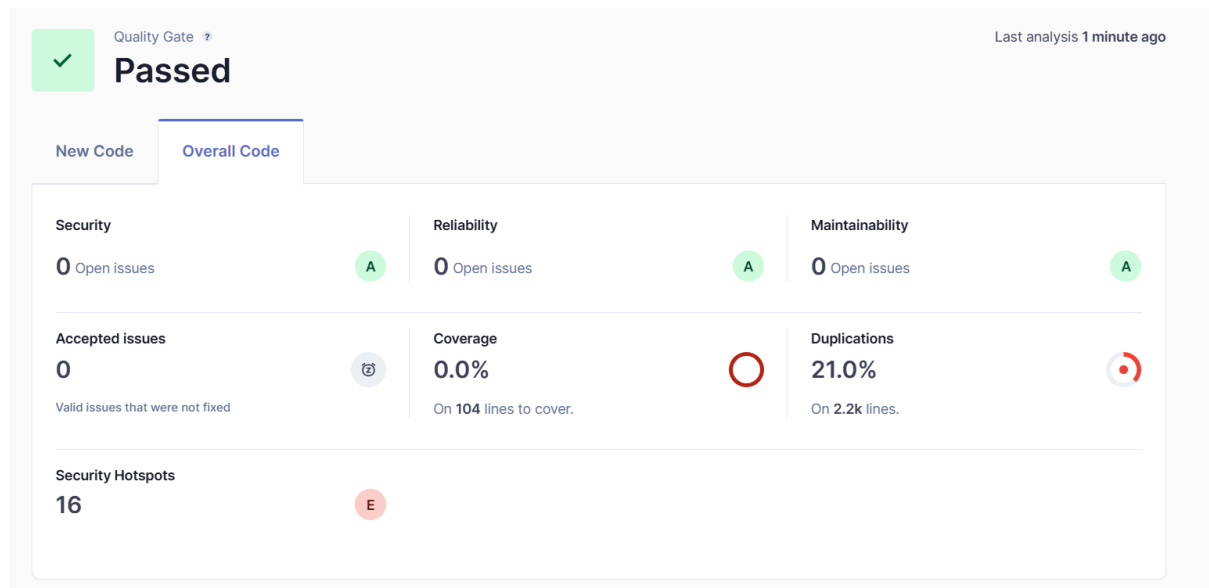 Quality Gate ?
Last analysis 1 minute ago
Passed
New Code
Overall Code
Security
0 Open issues
A
Reliability
0 Open issues
A
Maintainability
0 Open issues
A
Accepted issues
0
Valid issues that were not fixed
Coverage
0.0%
On 104 lines to cover.
Duplications
21.0%
On 2.2k lines.
Security Hotspots
16
E